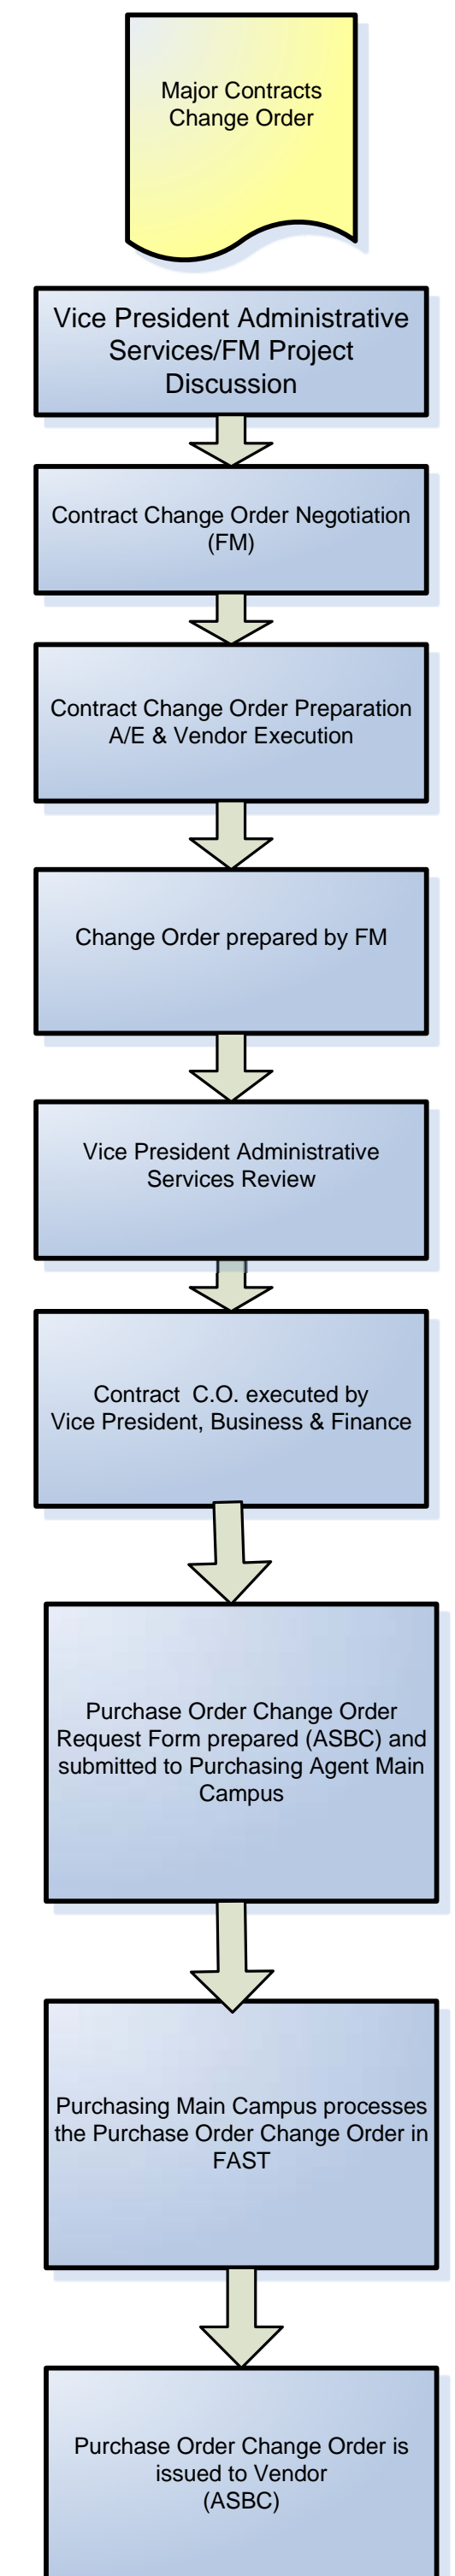 Major Contracts
Change Order
Vice President Administrative
Services/FM Project
Discussion
Contract Change Order Negotiation
(FM)
Contract Change Order Preparation
A/E & Vendor Execution
Change Order prepared by FM
Vice President Administrative
Services Review
Contract  C.O. executed by
Vice President, Business & Finance
Purchase Order Change Order
Request Form prepared (ASBC) and
submitted to Purchasing Agent Main
Campus
Purchasing Main Campus processes
the Purchase Order Change Order in
FAST
Purchase Order Change Order is
issued to Vendor
(ASBC)